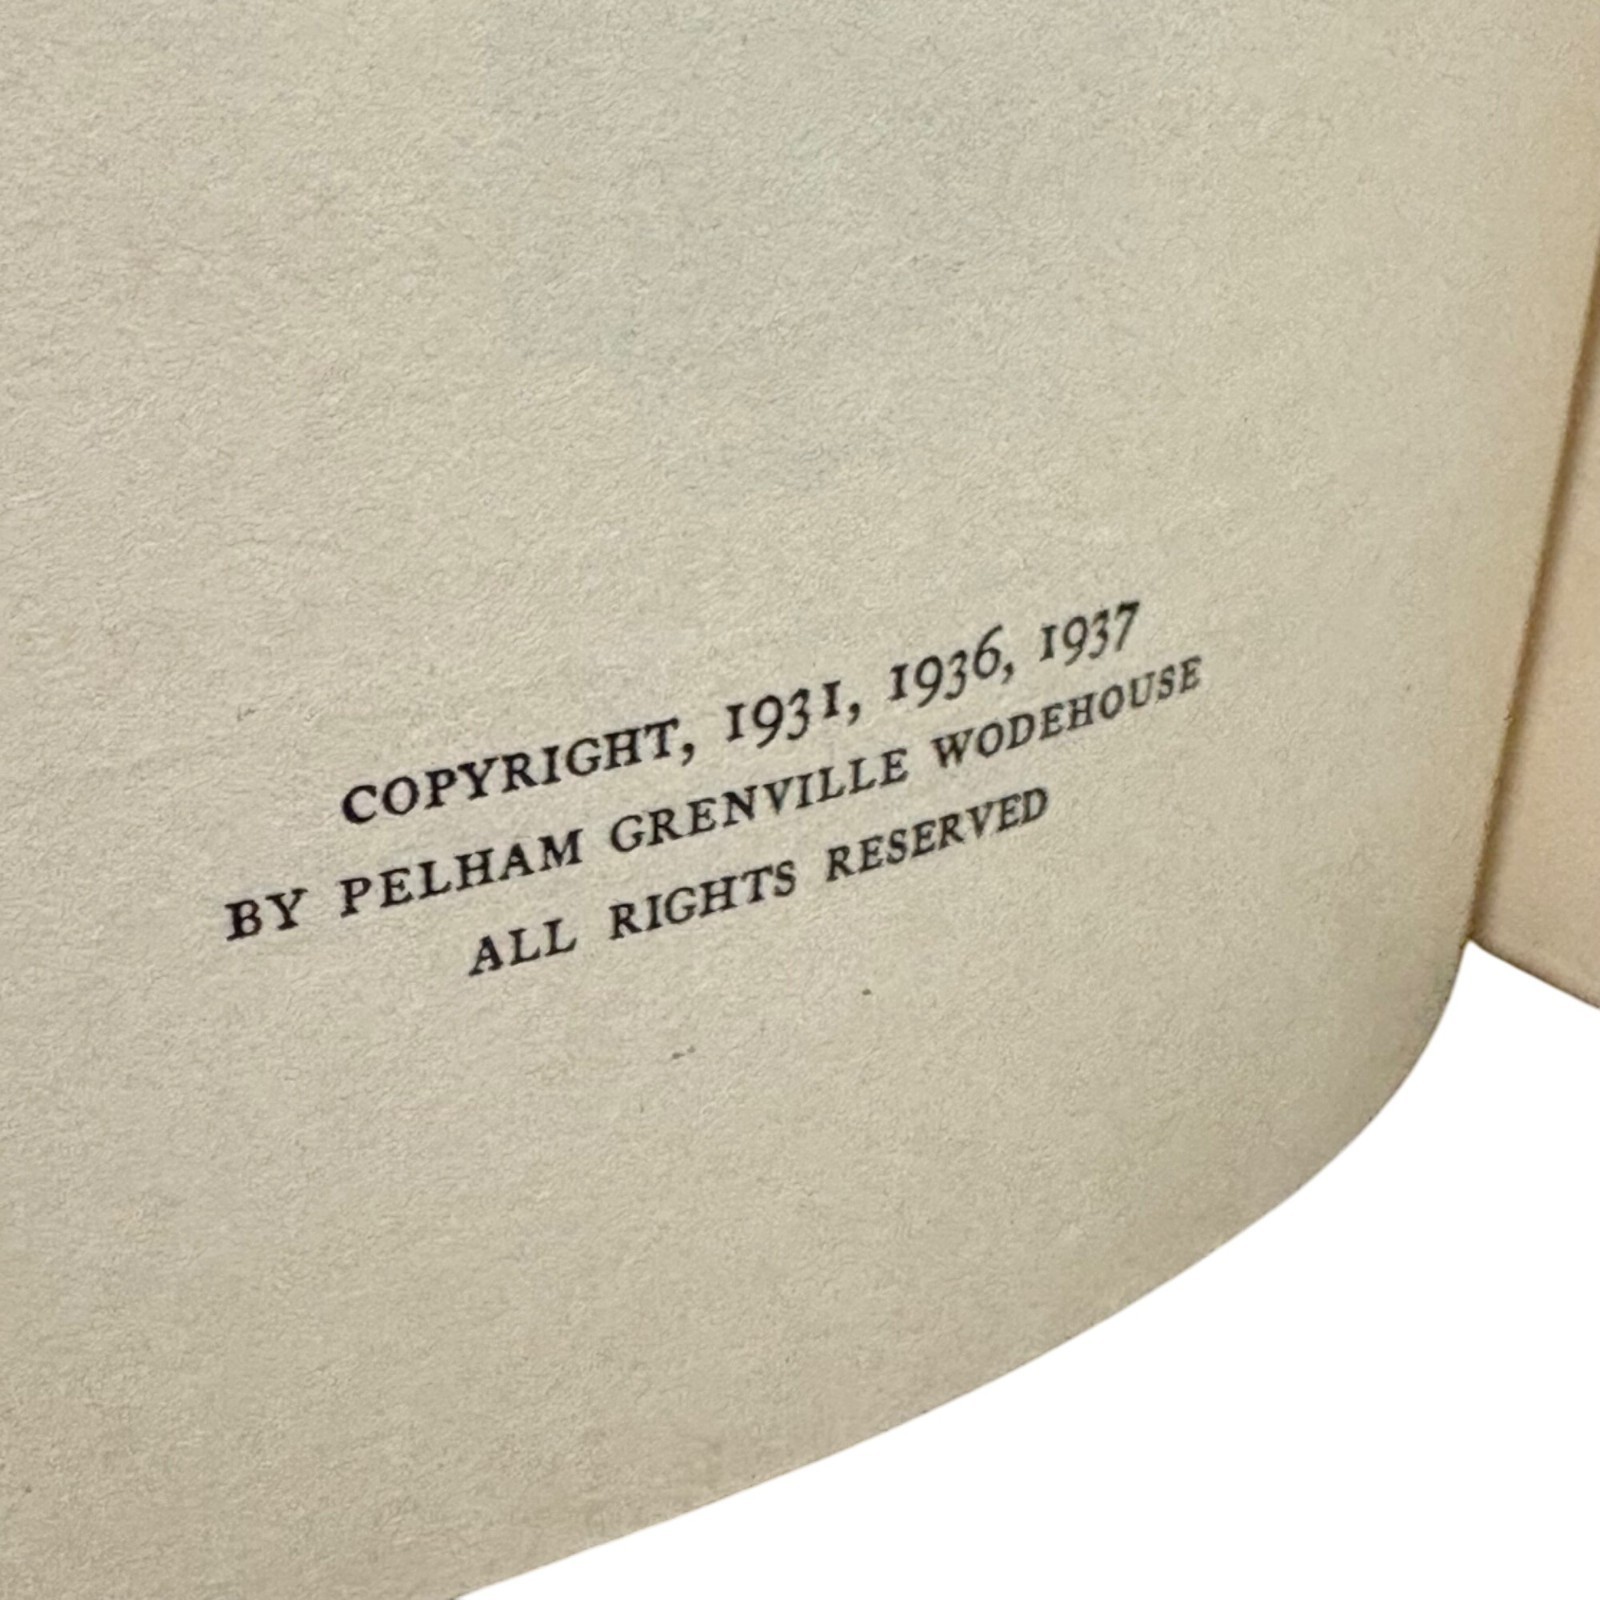 COPYRIGHT, 1931, 1936, 1937
BY PELHAM GRENVILLE WODEHOUSE
ALL RIGHTS RESERVED